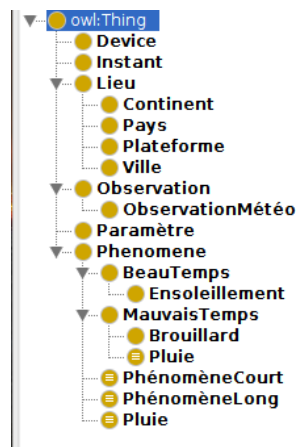 owl:Thing
Device
Instant
Lieu
Continent
Pays
Plateforme
Ville
Observation
ObservationMétéo
Paramètre
Phenomene
BeauTemps
Ensoleillement
MauvaisTemps
Brouillard
Pluie
PhénomèneCourt
PhénomèneLong
Pluie